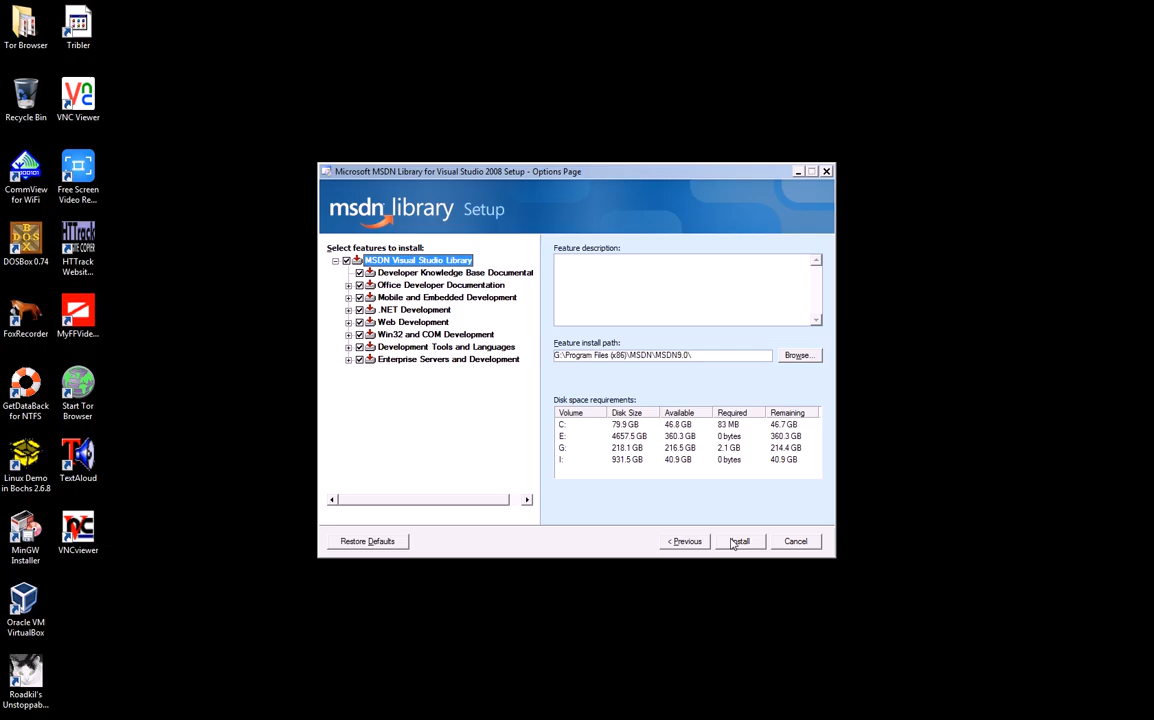 Tor Browser
Tribler
Recycle Bin
VNC Viewer
CommView
for WiFi
Free Screen
Video Re...
DOSBox 0.74
HTTrack
Websit...
FoxRecorder
MyFFVide...
GetDataBack
for NTFS
Start Tor
Browser
Linux Demo
in Bochs 2.6.8
TextAloud
MinGW
Installer
VNCviewer
Oracle VM
VirtualBox
Roadkil's
Unstoppab...
Microsoft MSDN Library for Visual Studio 2008 Setup - Options Page
msdn library Setup
Select features to install:
MSDN Visual Studio Library
Developer Knowledge Base Documentat
Office Developer Documentation
Mobile and Embedded Development
.NET Development
Web Development
Win32 and COM Development
Development Tools and Languages
Enterprise Servers and Development
Feature description:
Feature install path:
G:\Program Files (x86)\MSDN\MSDN9.0\
Browse...
Disk space requirements:
Volume Disk Size Available Required Remaining
C: 79.9 GB 46.8 GB 83 MB 46.7 GB
E: 4657.5 GB 360.3 GB 0 bytes 360.3 GB
G: 218.1 GB 216.5 GB 2.1 GB 214.4 GB
I: 931.5 GB 40.9 GB 0 bytes 40.9 GB
Restore Defaults
< Previous
Install
Cancel